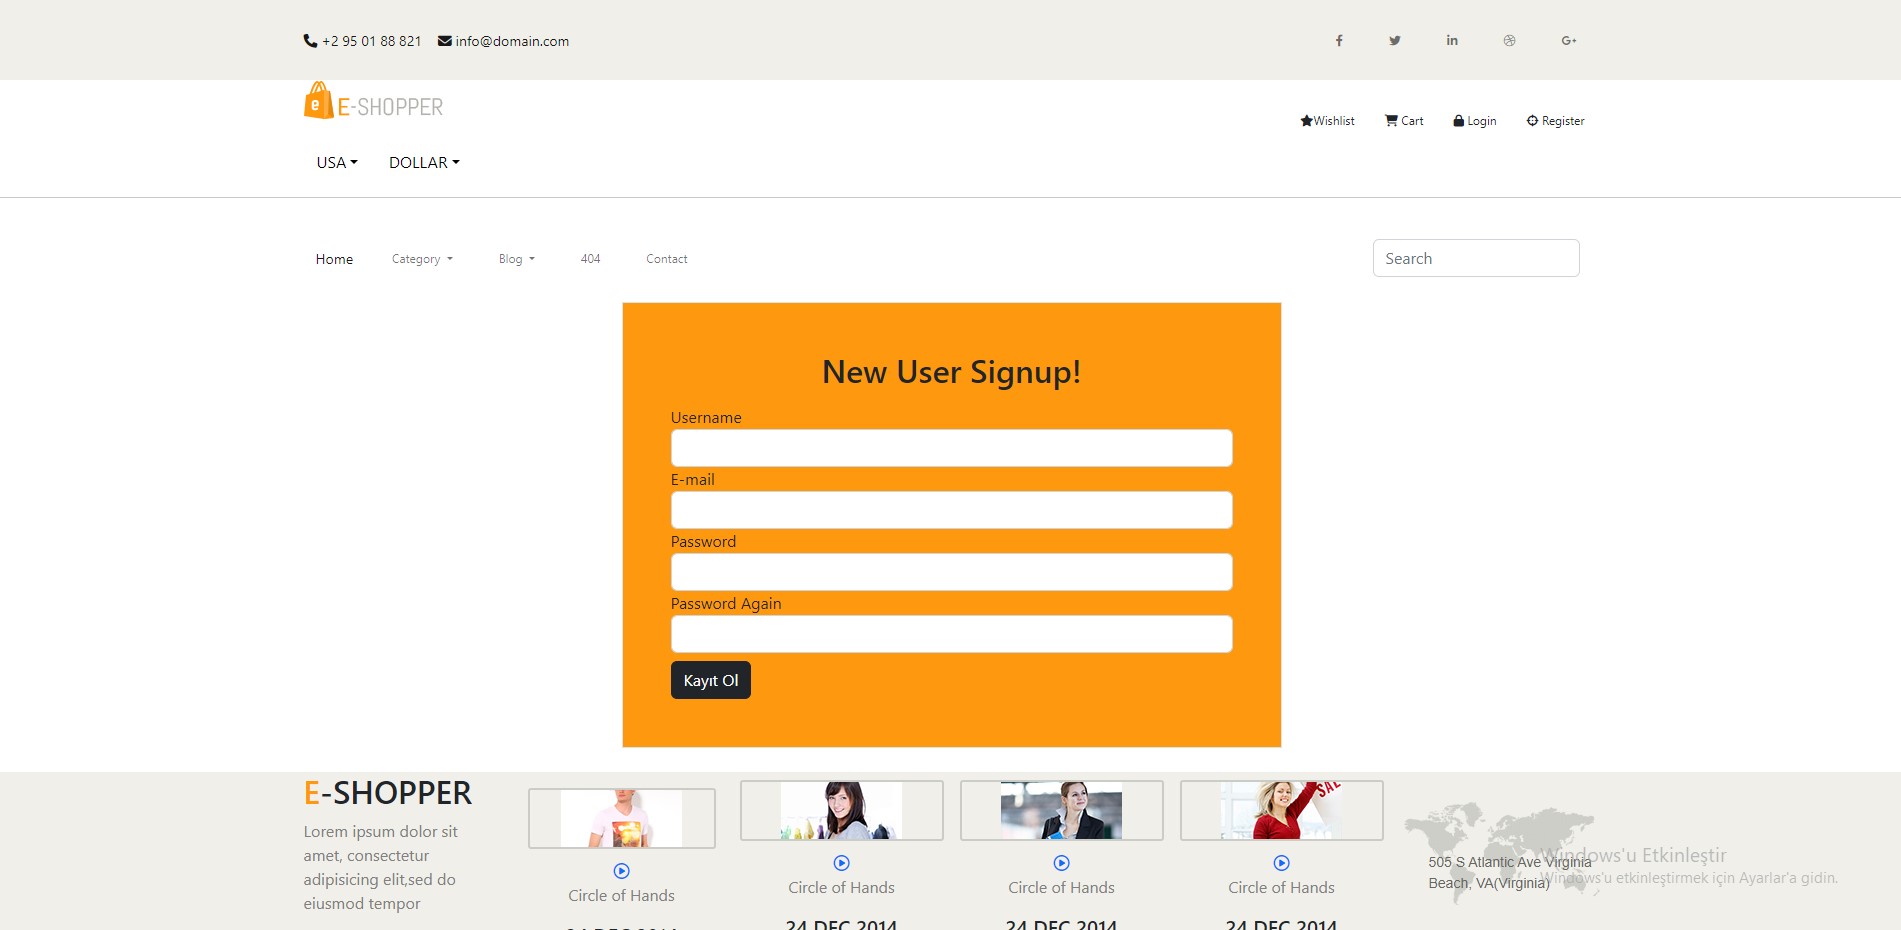 +2 95 01 88 821 info@domain.com
e E-SHOPPER
Wishlist Cart Login Register
USA DOLLAR
Home Category Blog 404 Contact Search
New User Signup!
Username
E-mail
Password
Password Again
Kayıt Ol
E-SHOPPER
Lorem ipsum dolor sit
amet, consectetur
adipisicing elit,sed do
eiusmod tempor
Circle of Hands
24 DEC 2014
Circle of Hands
24 DEC 2014
Circle of Hands
24 DEC 2014
SAL
Circle of Hands
24 DEC 2014
505 S Atlantic Ave Virginia
Beach, VA(Virginia)
Windows'u Etkinleştir
Windows'u etkinleştirmek için Ayarlar'a gidin.